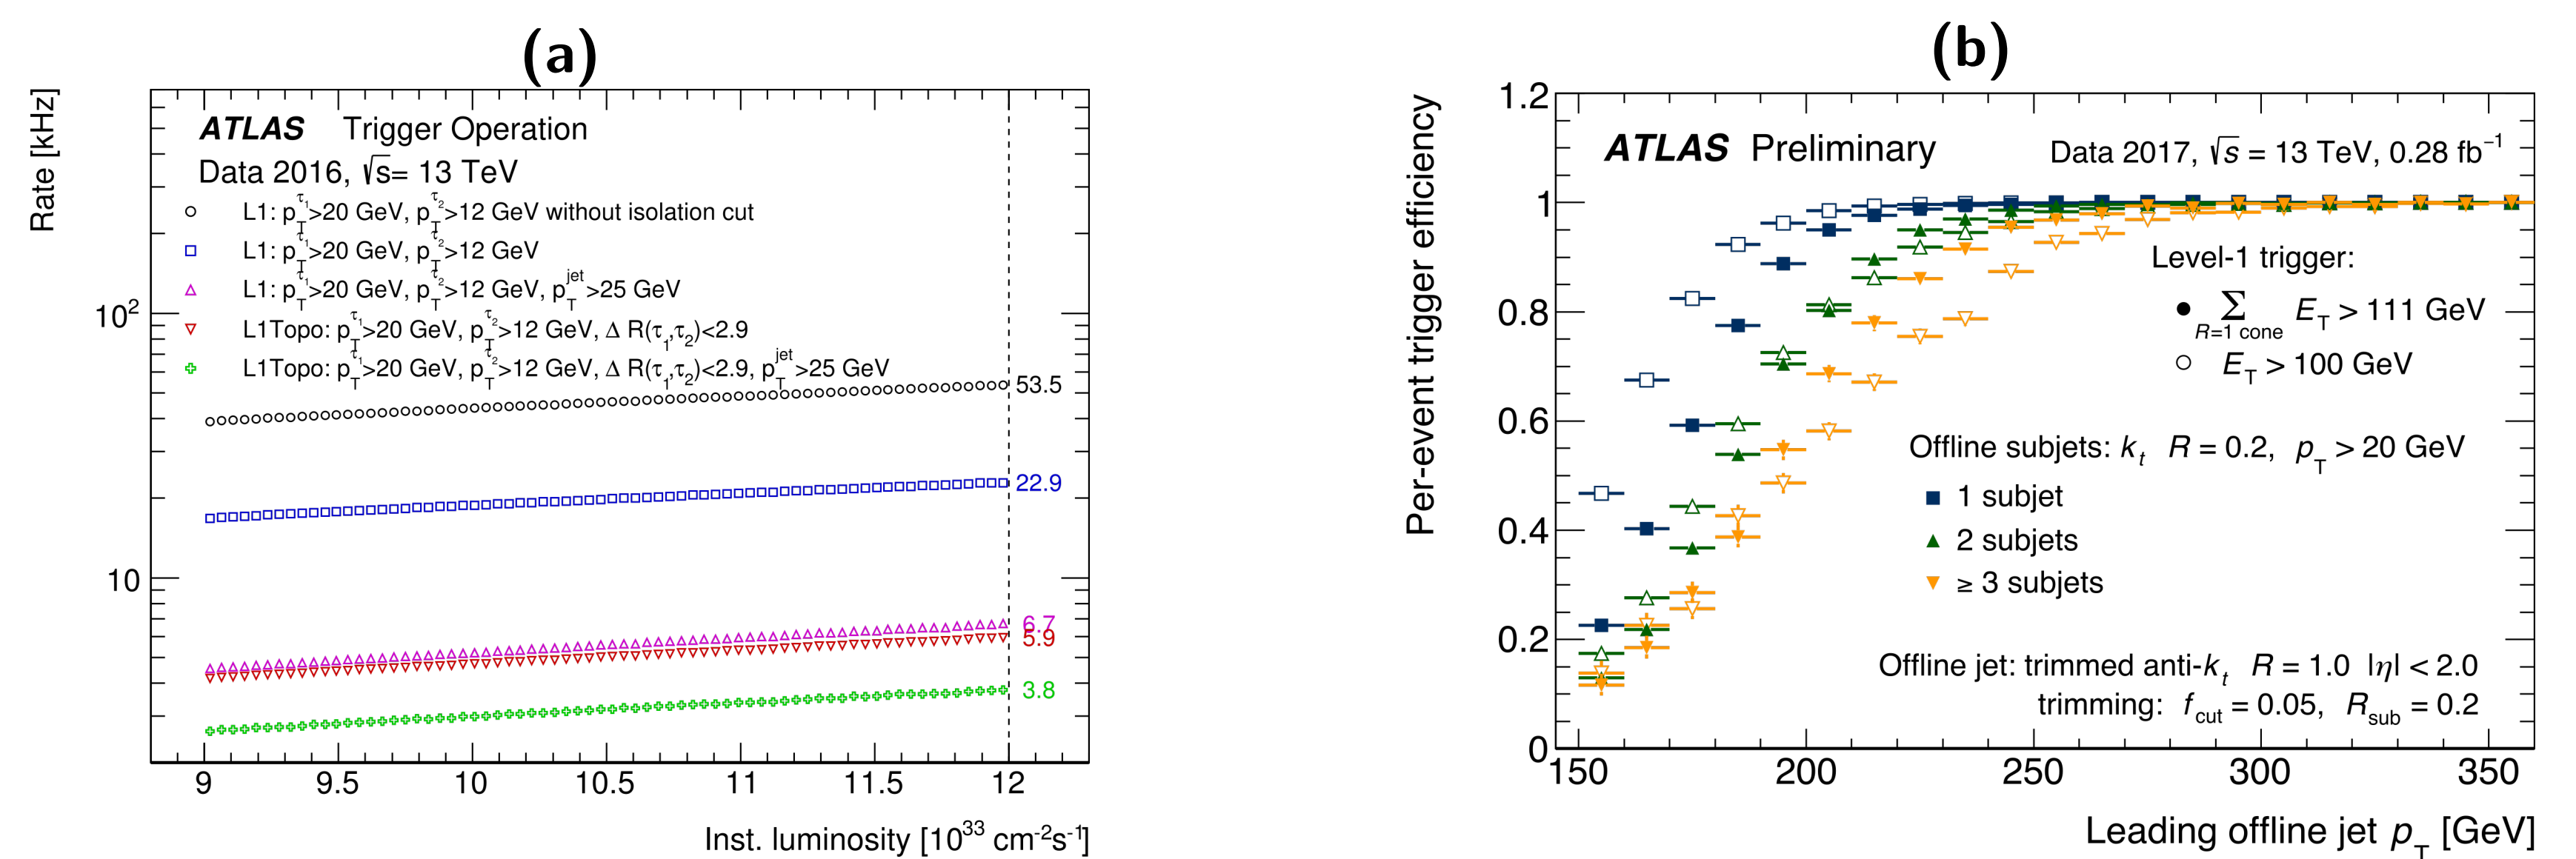 (a)
Rate [kHz]
ATLAS Trigger Operation
Data 2016, √s= 13 TeV
L1: p_T^τ1>20 GeV, p_T^τ2>12 GeV without isolation cut
L1: p_T^τ1>20 GeV, p_T^τ2>12 GeV
L1: p_T^τ1>20 GeV, p_T^τ2>12 GeV, p_T^jet>25 GeV
L1Topo: p_T^τ1>20 GeV, p_T^τ2>12 GeV, Δ R(τ1,τ2)<2.9
L1Topo: p_T^τ1>20 GeV, p_T^τ2>12 GeV, Δ R(τ1,τ2)<2.9, p_T^jet>25 GeV
10²
10
53.5
22.9
6.7
5.9
3.8
9 9.5 10 10.5 11 11.5 12
Inst. luminosity [10³³ cm⁻²s⁻¹]
(b)
Per-event trigger efficiency
1.2
1
0.8
0.6
0.4
0.2
0
ATLAS Preliminary
Data 2017, √s = 13 TeV, 0.28 fb⁻¹
Level-1 trigger:
Σ E_T > 111 GeV
R=1 cone
E_T > 100 GeV
Offline subjets: k_t R = 0.2, p_T > 20 GeV
1 subjet
2 subjets
≥ 3 subjets
Offline jet: trimmed anti-k_t R = 1.0 |η| < 2.0
trimming: f_cut = 0.05, R_sub = 0.2
150 200 250 300 350
Leading offline jet p_T [GeV]